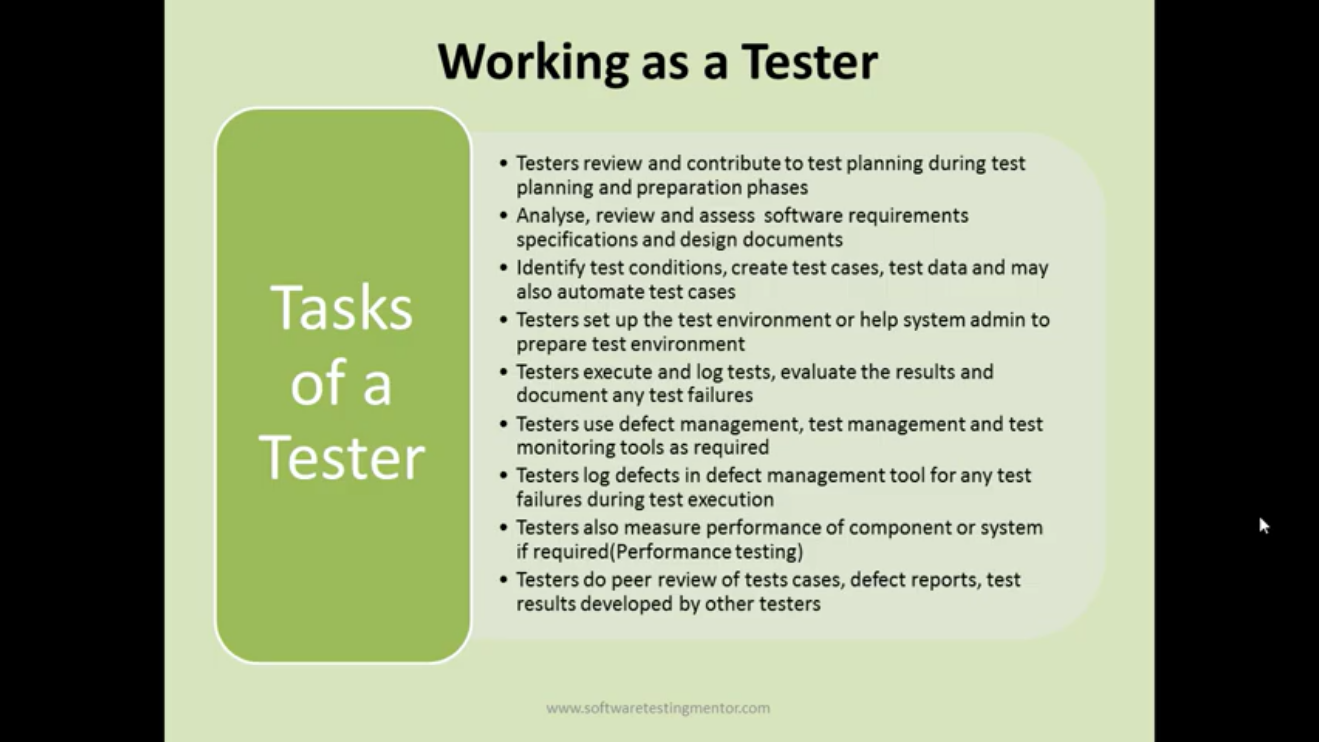 Working as a Tester
Tasks
of a
Tester
• Testers review and contribute to test planning during test
planning and preparation phases
• Analyse, review and assess software requirements
specifications and design documents
• Identify test conditions, create test cases, test data and may
also automate test cases
• Testers set up the test environment or help system admin to
prepare test environment
• Testers execute and log tests, evaluate the results and
document any test failures
• Testers use defect management, test management and test
monitoring tools as required
• Testers log defects in defect management tool for any test
failures during test execution
• Testers also measure performance of component or system
if required(Performance testing)
• Testers do peer review of tests cases, defect reports, test
results developed by other testers
www.softwaretestingmentor.com